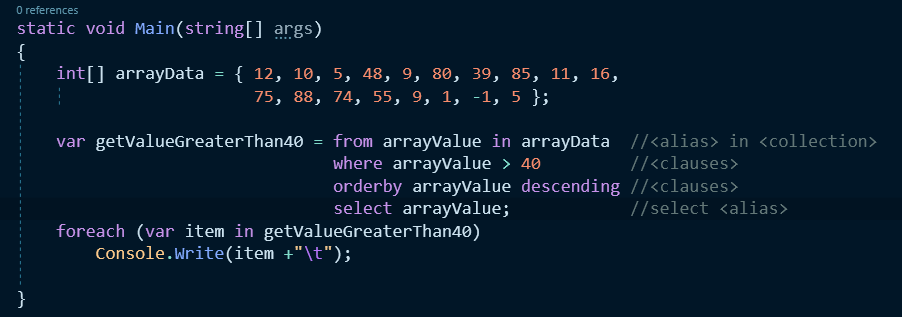 0 references
static void Main(string[] args)
{
    int[] arrayData = { 12, 10, 5, 48, 9, 80, 39, 85, 11, 16,
                        75, 88, 74, 55, 9, 1, -1, 5 };

    var getValueGreaterThan40 = from arrayValue in arrayData  //<alias> in <collection>
                                where arrayValue > 40         //<clauses>
                                orderby arrayValue descending //<clauses>
                                select arrayValue;            //select <alias>
    foreach (var item in getValueGreaterThan40)
        Console.Write(item +"\t");

}